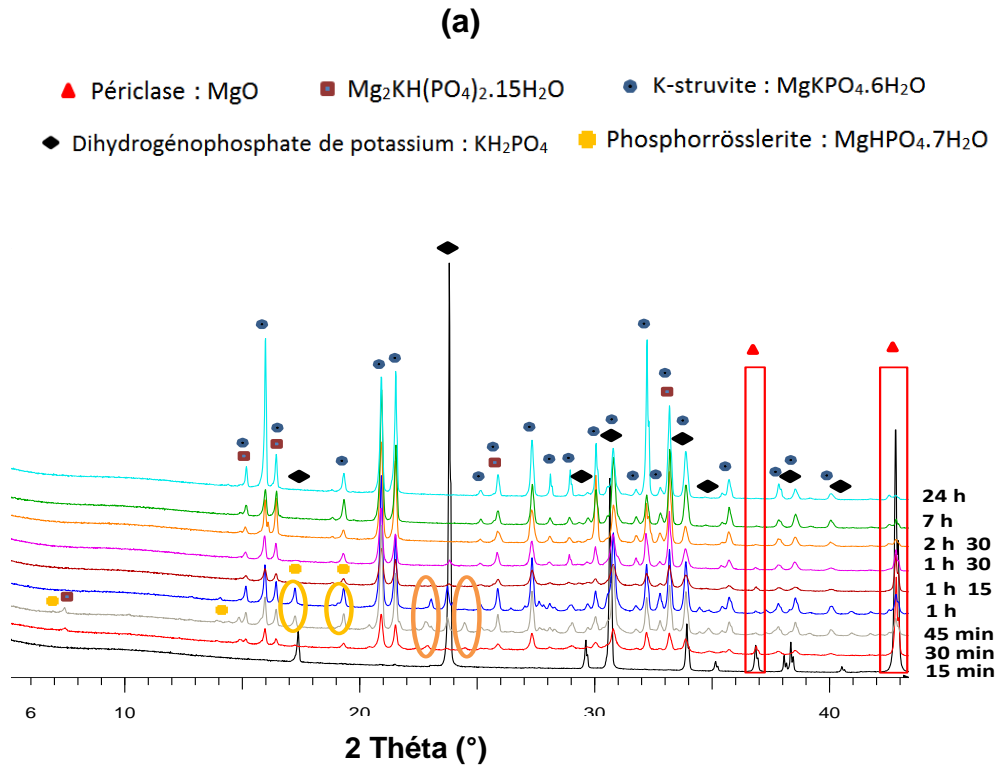 (a)
Périclase : MgO
Mg₂KH(PO₄)₂.15H₂O
K-struvite : MgKPO₄.6H₂O
Dihydrogénophosphate de potassium : KH₂PO₄
Phosphorrösslerite : MgHPO₄.7H₂O
24 h
7 h
2 h 30
1 h 30
1 h 15
1 h
45 min
30 min
15 min
6 10 20 30 40
2 Théta (°)